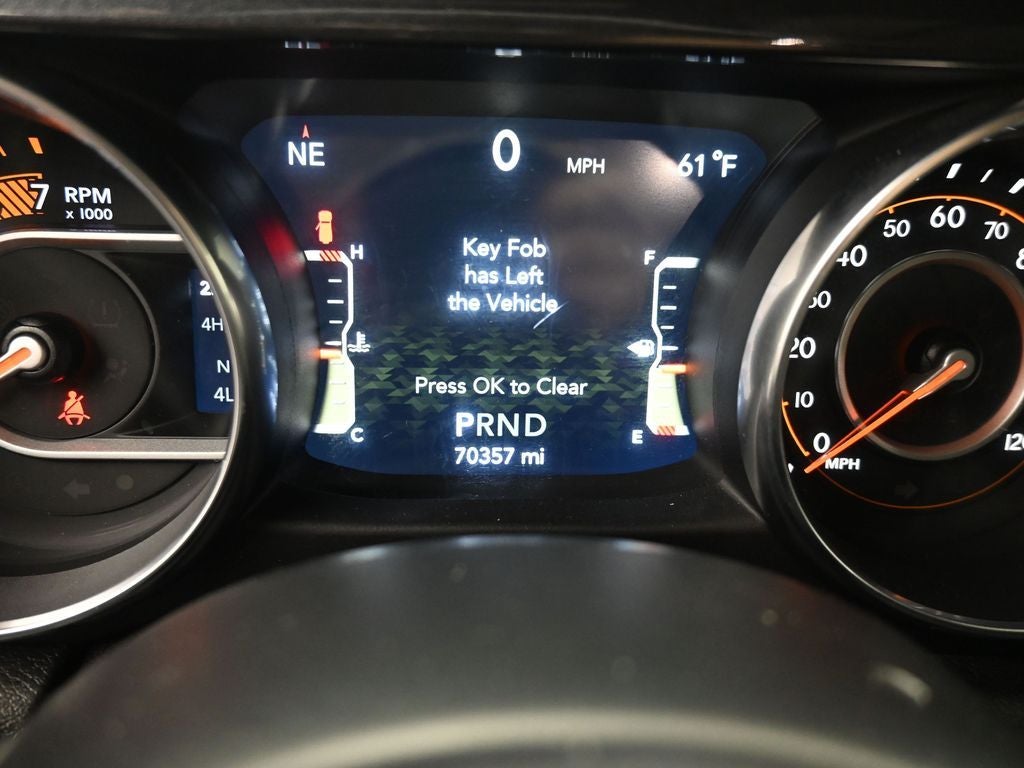 NE
0 MPH
61°F
7 RPM
x 1000
H
F
Key Fob
has Left
the Vehicle
4H
N
4L
Press OK to Clear
C
E
PRND
70357 mi
0
10
20
40
50
60
70
120
MPH